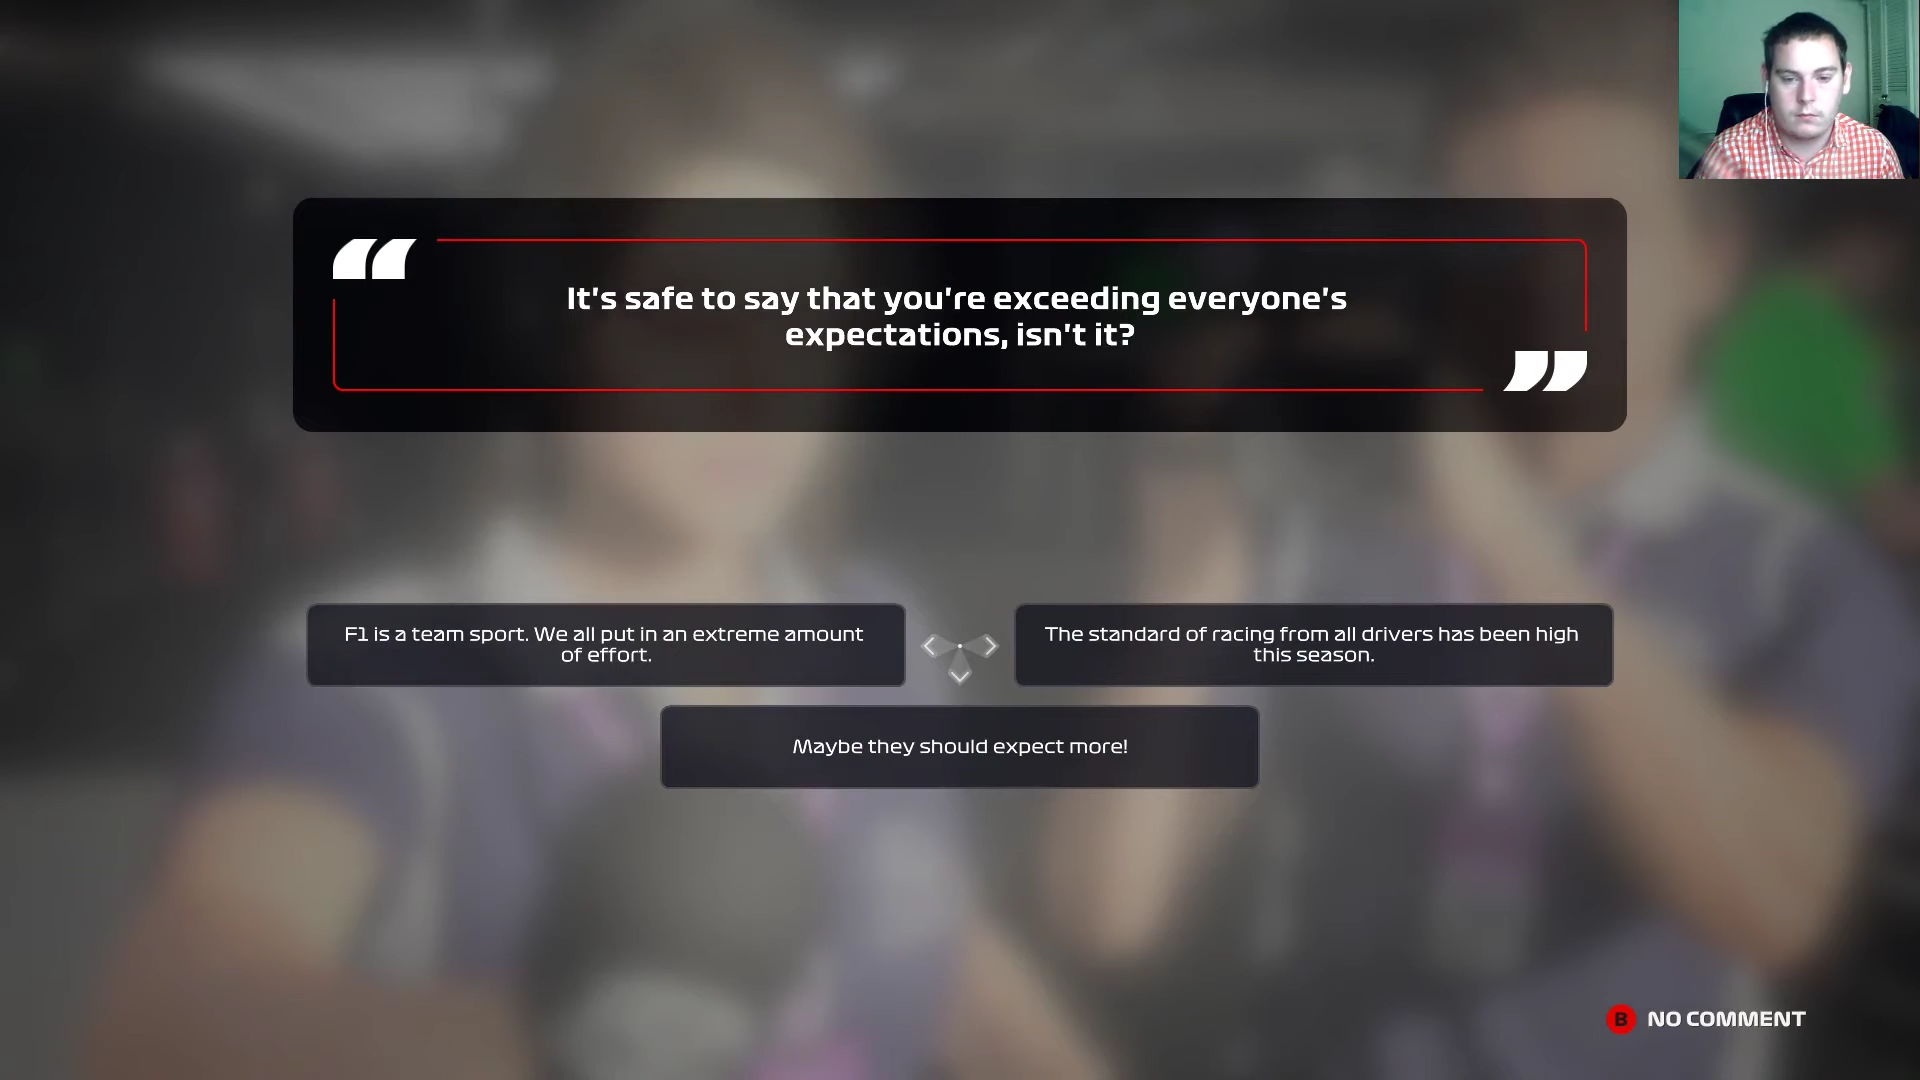 It's safe to say that you're exceeding everyone's
expectations, isn't it?
F1 is a team sport. We all put in an extreme amount
of effort.
The standard of racing from all drivers has been high
this season.
Maybe they should expect more!
B NO COMMENT